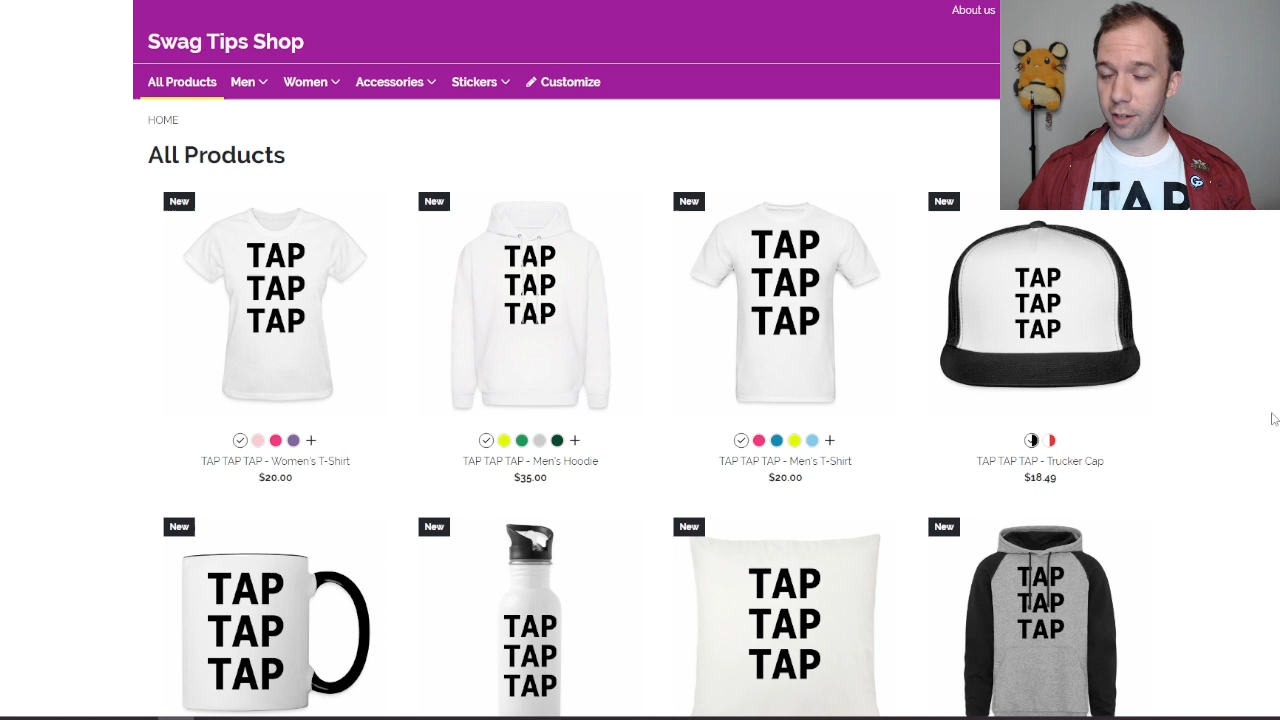 About us
Swag Tips Shop
All Products
Men
Women
Accessories
Stickers
Customize
HOME
All Products
New
New
New
New
TAP
TAP
TAP
TAP
TAP
TAP
TAP
TAP
TAP
TAP
TAP
TAP
TAP
TAP TAP TAP - Women's T-Shirt
$20.00
TAP TAP TAP - Men's Hoodie
$35.00
TAP TAP TAP - Men's T-Shirt
$20.00
TAP TAP TAP - Trucker Cap
$18.49
New
New
New
New
TAP
TAP
TAP
TAP
TAP
TAP
TAP
TAP
TAP
TAP
TAP
TAP